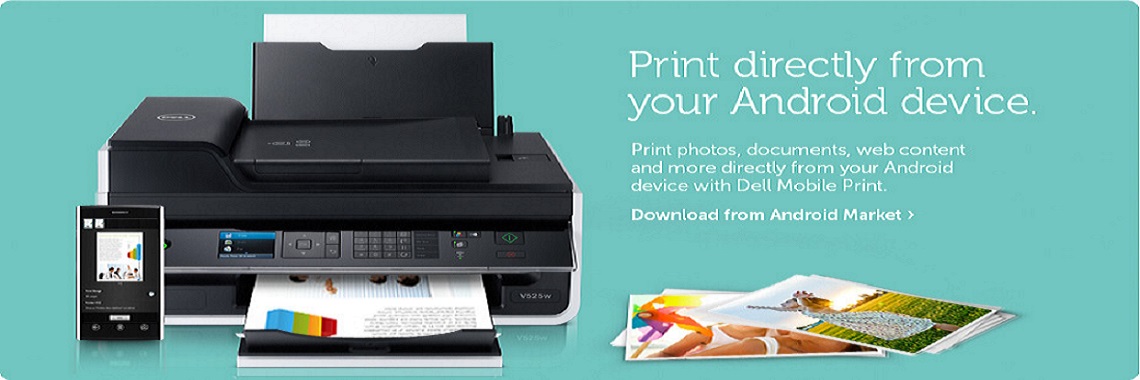 Print directly from
your Android device.
Print photos, documents, web content
and more directly from your Android
device with Dell Mobile Print.
Download from Android Market ›
DELL
V525w